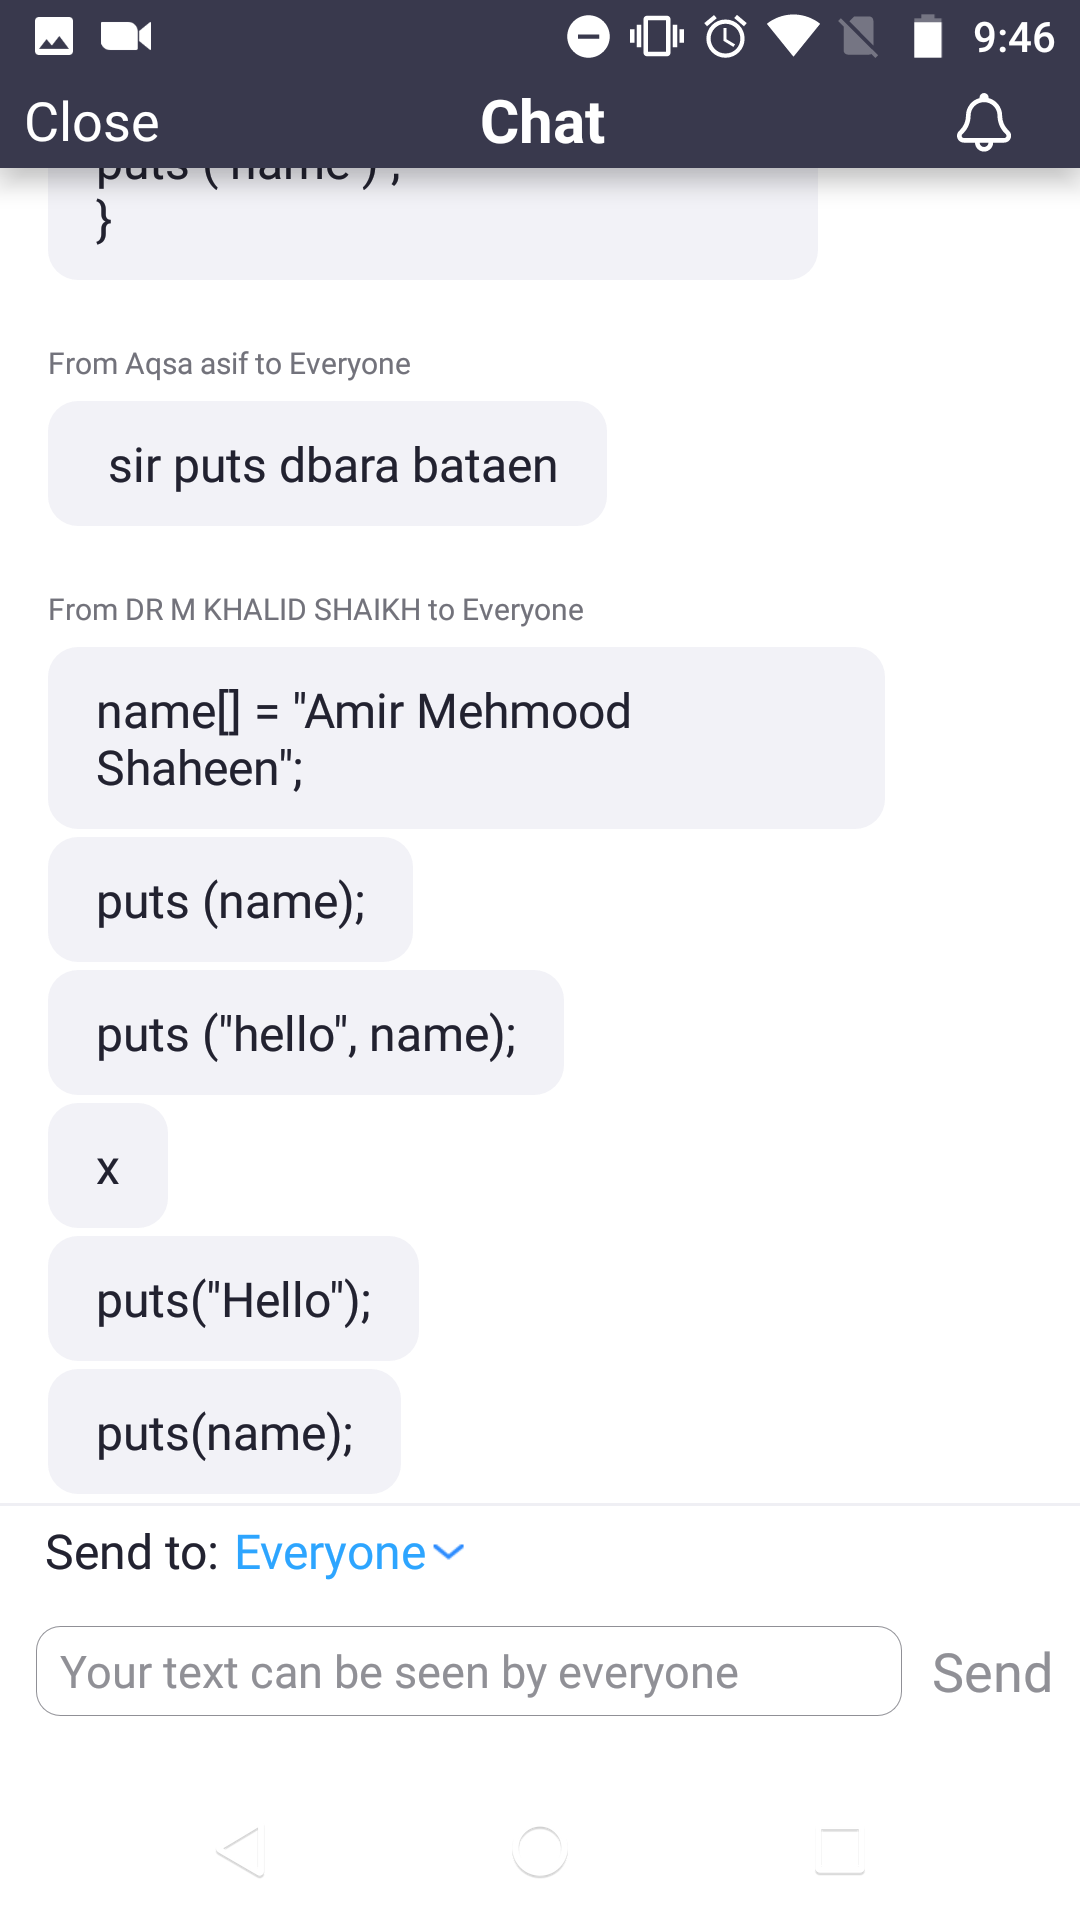 9:46
Close
Chat
puts ( name ) ;
}
From Aqsa asif to Everyone
sir puts dbara bataen
From DR M KHALID SHAIKH to Everyone
name[] = "Amir Mehmood
Shaheen";
puts (name);
puts ("hello", name);
x
puts("Hello");
puts(name);
Send to: Everyone
Your text can be seen by everyone
Send